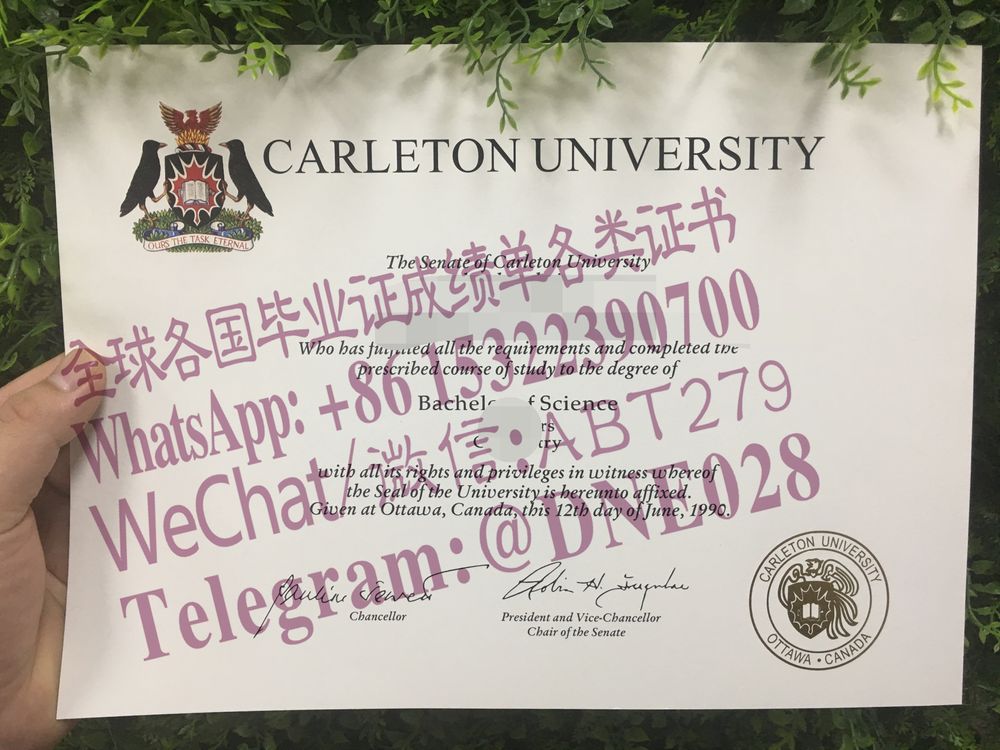 CARLETON UNIVERSITY
OURS THE TASK ETERNAL
The Senate of Carleton University
全球各国毕业证成绩单各类证书
Who has fulfilled all the requirements and completed the
prescribed course of study to the degree of
WhatsApp: +86 15322390700
Bachelor of Science
WeChat/微信:ABT279
with all its rights and privileges in witness whereof
the Seal of the University is hereunto affixed.
Given at Ottawa, Canada, this 12th day of June, 1990.
Telegram:@DNE028
Chancellor
President and Vice-Chancellor
Chair of the Senate
CARLETON UNIVERSITY
OTTAWA • CANADA